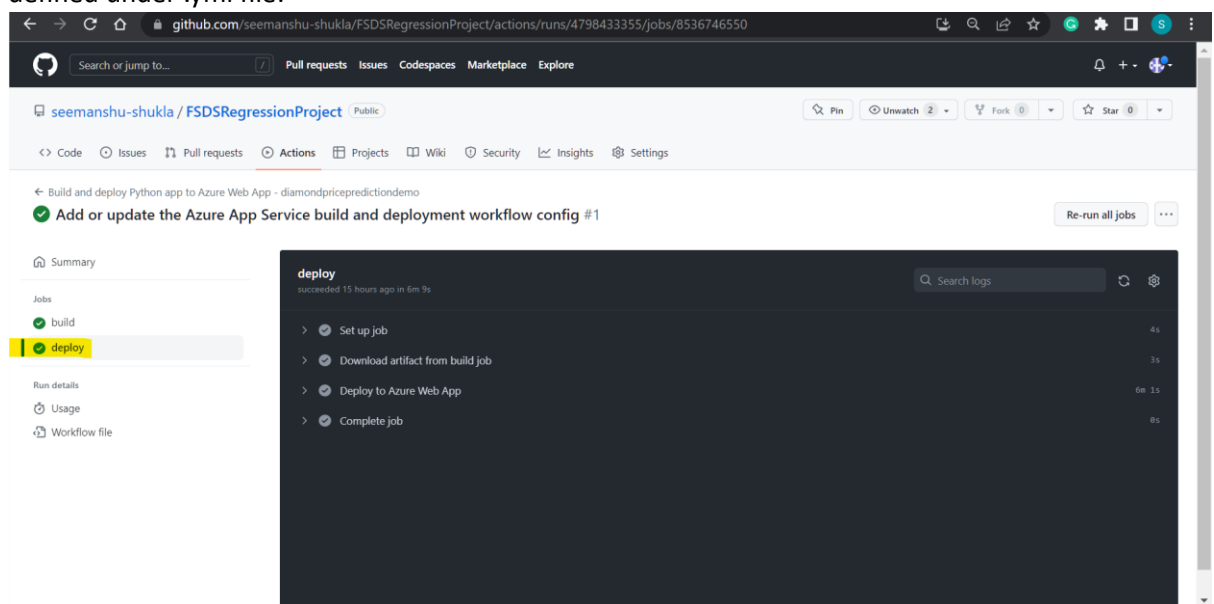 defined under .yml file.
github.com/seemanshu-shukla/FSDSRegressionProject/actions/runs/4798433355/jobs/8536746550
S
Search or jump to...
/
Pull requests Issues Codespaces Marketplace Explore
seemanshu-shukla / FSDSRegressionProject Public
Pin Unwatch 2 Fork 0 Star 0
Code Issues Pull requests Actions Projects Wiki Security Insights Settings
← Build and deploy Python app to Azure Web App - diamondpricepredictiondemo
Add or update the Azure App Service build and deployment workflow config #1
Re-run all jobs ...
Summary
Jobs
build
deploy
Run details
Usage
Workflow file
deploy
succeeded 15 hours ago in 6m 9s
Search logs
Set up job 4s
Download artifact from build job 3s
Deploy to Azure Web App 6m 1s
Complete job 0s